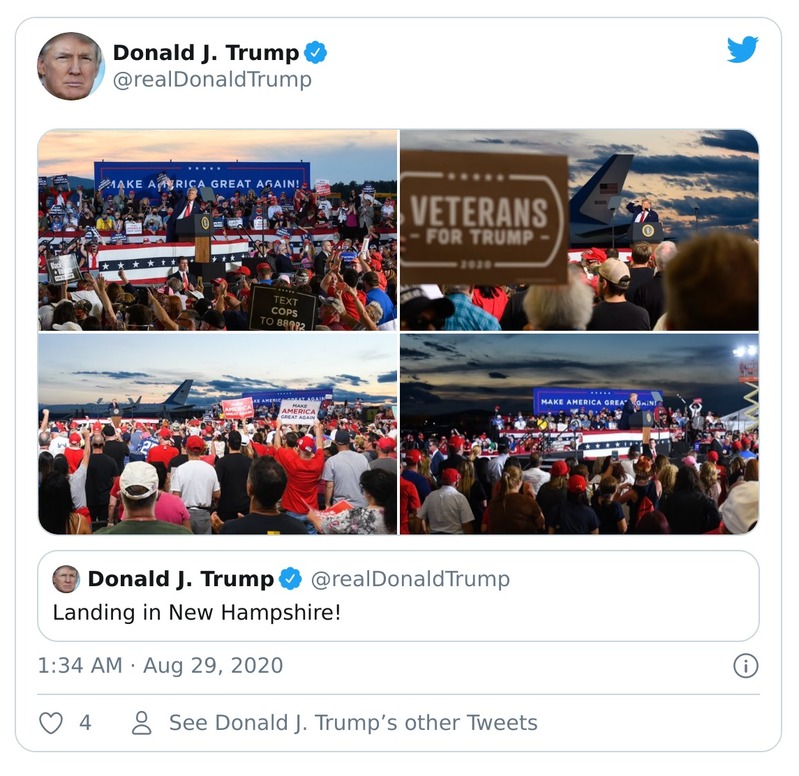 Donald J. Trump
@realDonaldTrump
MAKE AMERICA GREAT AGAIN!
TEXT
COPS
TO 88022
VETERANS
FOR TRUMP
2020
MAKE
AMERICA
GREAT AGAIN
MAKE AMERICA GREAT AGAIN!
Donald J. Trump @realDonaldTrump
Landing in New Hampshire!
1:34 AM · Aug 29, 2020
4
See Donald J. Trump’s other Tweets